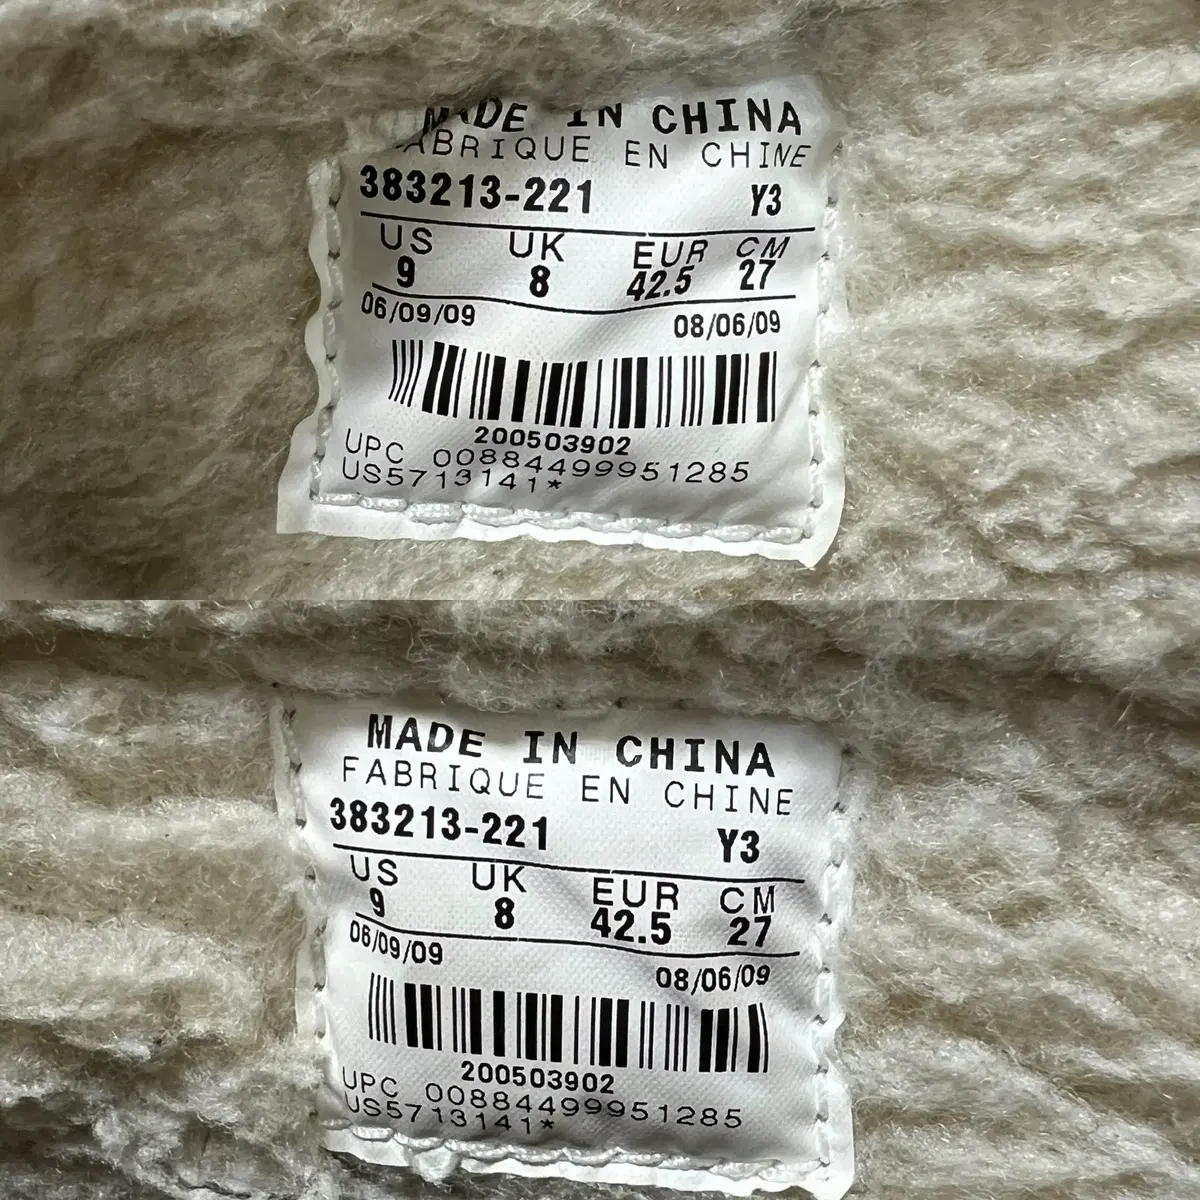 MADE IN CHINA
FABRIQUE EN CHINE
383213-221 Y3
US UK EUR CM
9 8 42.5 27
06/09/09 08/06/09
200503902
UPC 00884499951285
US5713141*
MADE IN CHINA
FABRIQUE EN CHINE
383213-221 Y3
US UK EUR CM
9 8 42.5 27
06/09/09 08/06/09
200503902
UPC 00884499951285
US5713141*